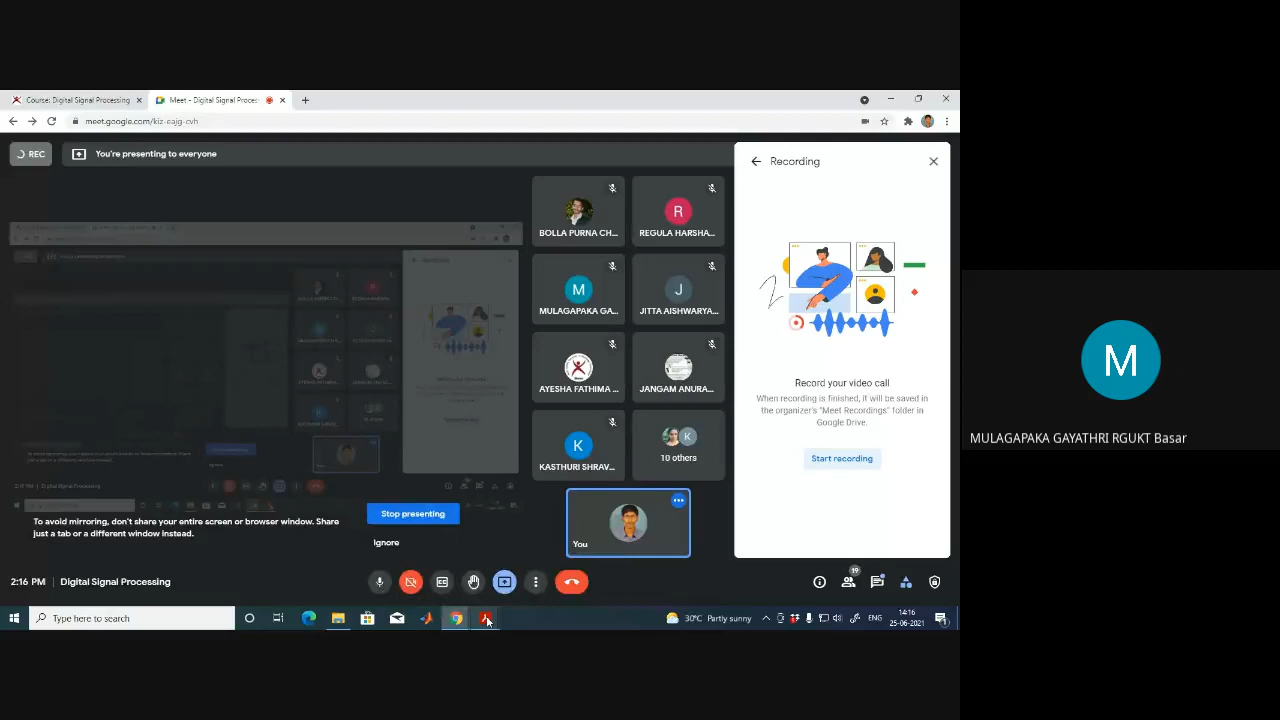 Course: Digital Signal Processing
Meet - Digital Signal Proces
meet.google.com/kiz-eajg-cvh
REC
You're presenting to everyone
BOLLA PURNA CH...
R
REGULA HARSHA...
M
MULAGAPAKA GA...
J
JITTA AISHWARYA...
AYESHA FATHIMA ...
JANGAM ANURA...
K
KASTHURI SHRAV...
K
10 others
You
Recording
Record your video call
When recording is finished, it will be saved in
the organizer's "Meet Recordings" folder in
Google Drive.
Start recording
To avoid mirroring, don't share your entire screen or browser window. Share
just a tab or a different window instead.
Stop presenting
Ignore
2:16 PM
Digital Signal Processing
19
Type here to search
30°C Partly sunny
ENG
14:16
25-06-2021
M
MULAGAPAKA GAYATHRI RGUKT Basar